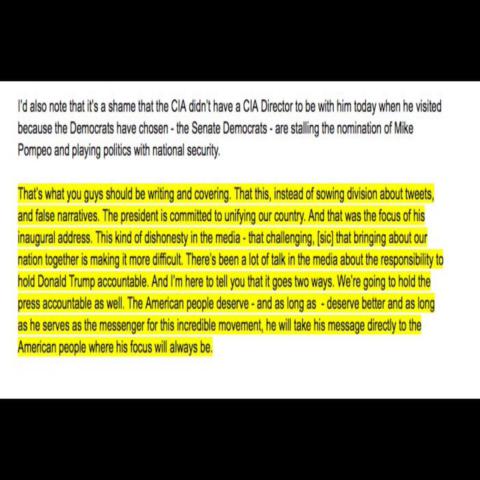 I'd also note that it's a shame that the CIA didn't have a CIA Director to be with him today when he visited
because the Democrats have chosen - the Senate Democrats - are stalling the nomination of Mike
Pompeo and playing politics with national security.
That's what you guys should be writing and covering. That this, instead of sowing division about tweets,
and false narratives. The president is committed to unifying our country. And that was the focus of his
inaugural address. This kind of dishonesty in the media - that challenging, [sic] that bringing about our
nation together is making it more difficult. There's been a lot of talk in the media about the responsibility to
hold Donald Trump accountable. And I'm here to tell you that it goes two ways. We're going to hold the
press accountable as well. The American people deserve - and as long as - deserve better and as long
as he serves as the messenger for this incredible movement, he will take his message directly to the
American people where his focus will always be.